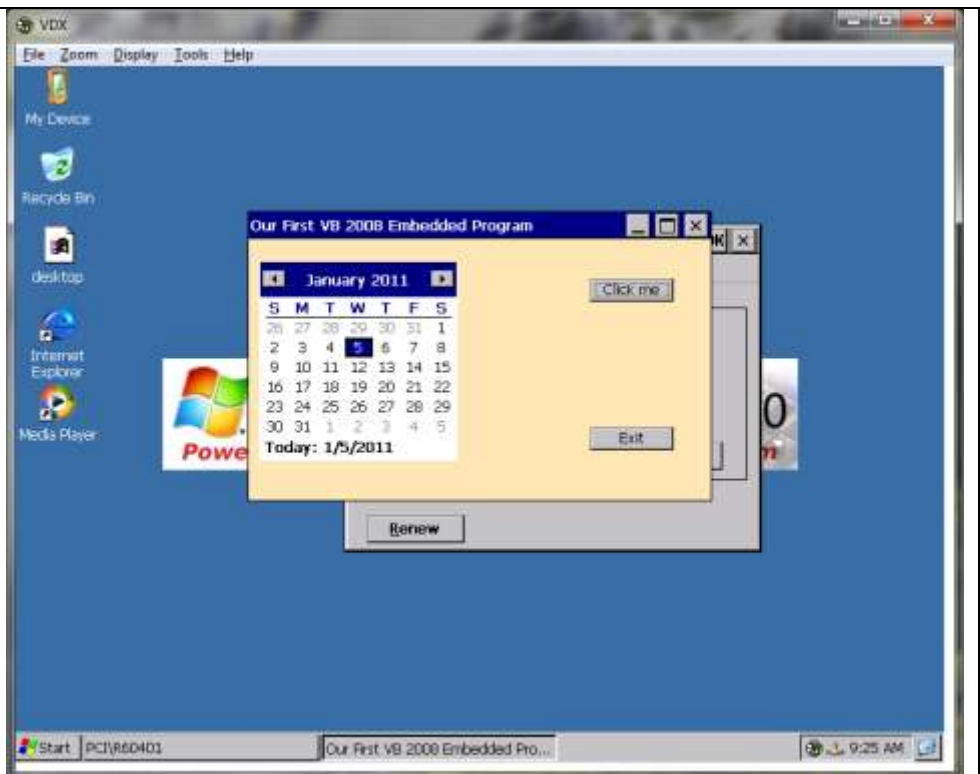 VDX
File Zoom Display Tools Help
My Device
Recycle Bin
desktop
Internet
Explorer
Media Player
Our First VB 2008 Embedded Program
OK
January 2011
Click me
S M T W T F S
26 27 28 29 30 31 1
2 3 4 5 6 7 8
9 10 11 12 13 14 15
16 17 18 19 20 21 22
23 24 25 26 27 28 29
30 31 1 2 3 4 5
Today: 1/5/2011
Exit
Powe
0
m
Renew
Start PCI\R60401 Our First VB 2008 Embedded Pro... 9:25 AM